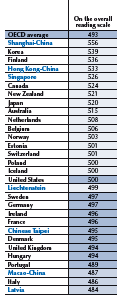 On the overall
reading scale
OECD average 493
Shanghai-China 556
Korea 539
Finland 536
Hong Kong-China 533
Singapore 526
Canada 524
New Zealand 521
Japan 520
Australia 515
Netherlands 508
Belgium 506
Norway 503
Estonia 501
Switzerland 501
Poland 500
Iceland 500
United States 500
Liechtenstein 499
Sweden 497
Germany 497
Ireland 496
France 496
Chinese Taipei 495
Denmark 495
United Kingdom 494
Hungary 494
Portugal 489
Macao-China 487
Italy 486
Latvia 484